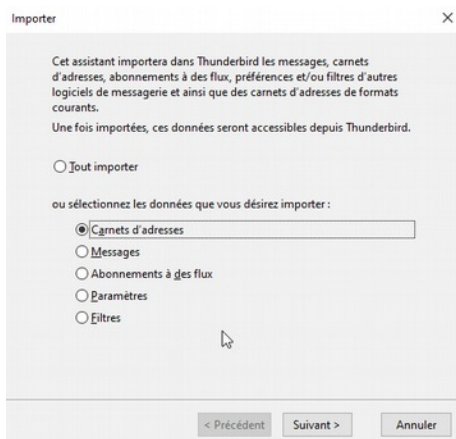 Importer
Cet assistant importera dans Thunderbird les messages, carnets
d'adresses, abonnements à des flux, préférences et/ou filtres d'autres
logiciels de messagerie et ainsi que des carnets d'adresses de formats
courants.
Une fois importées, ces données seront accessibles depuis Thunderbird.
Tout importer
ou sélectionnez les données que vous désirez importer :
Carnets d'adresses
Messages
Abonnements à des flux
Paramètres
Filtres
< Précédent Suivant > Annuler